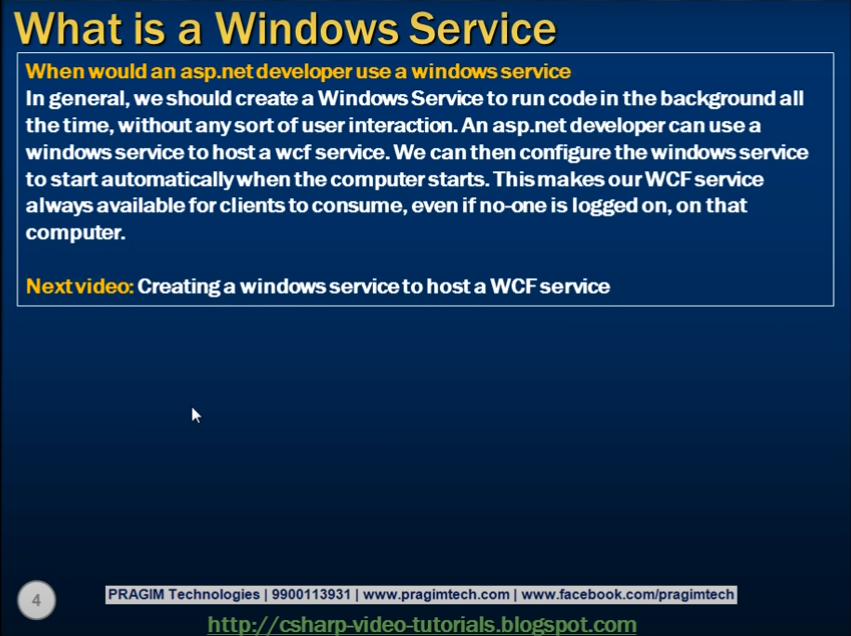 What is a Windows Service
When would an asp.net developer use a windows service
In general, we should create a Windows Service to run code in the background all
the time, without any sort of user interaction. An asp.net developer can use a
windows service to host a wcf service. We can then configure the windows service
to start automatically when the computer starts. This makes our WCF service
always available for clients to consume, even if no-one is logged on, on that
computer.
Next video: Creating a windows service to host a WCF service
4
PRAGIM Technologies | 9900113931 | www.pragimtech.com | www.facebook.com/pragimtech
http://csharp-video-tutorials.blogspot.com